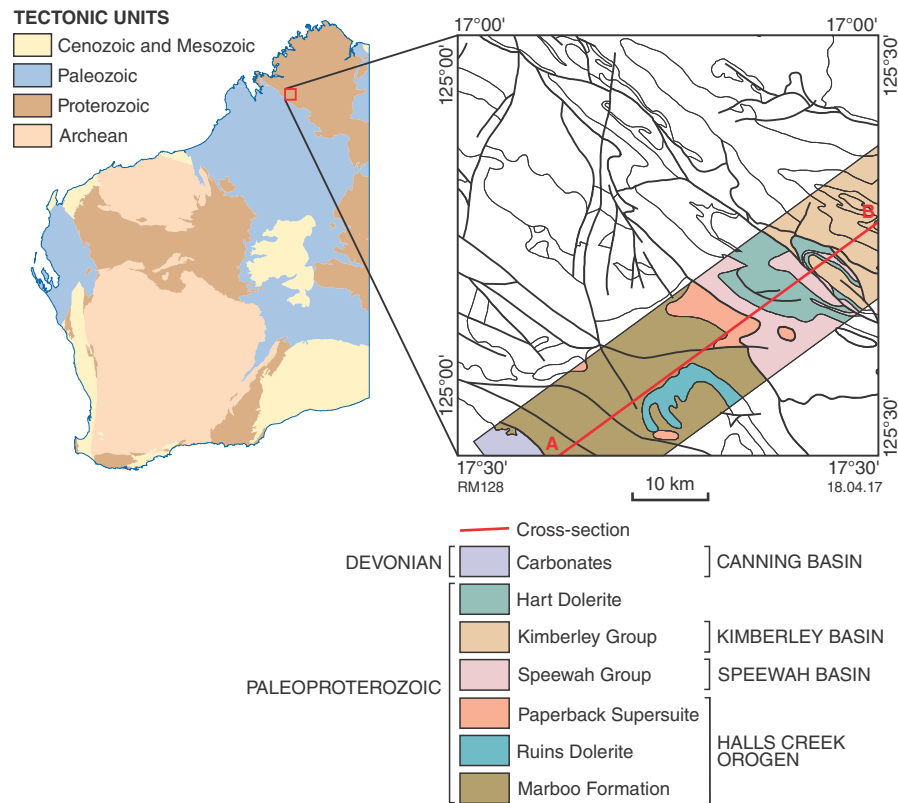 TECTONIC UNITS
Cenozoic and Mesozoic
Paleozoic
Proterozoic
Archean
17°00'
17°00'
125°00'
125°30'
B
A
125°00'
125°30'
17°30'
17°30'
RM128
10 km
18.04.17
Cross-section
DEVONIAN
Carbonates
CANNING BASIN
Hart Dolerite
Kimberley Group
KIMBERLEY BASIN
PALEOPROTEROZOIC
Speewah Group
SPEEWAH BASIN
Paperback Supersuite
Ruins Dolerite
HALLS CREEK
OROGEN
Marboo Formation